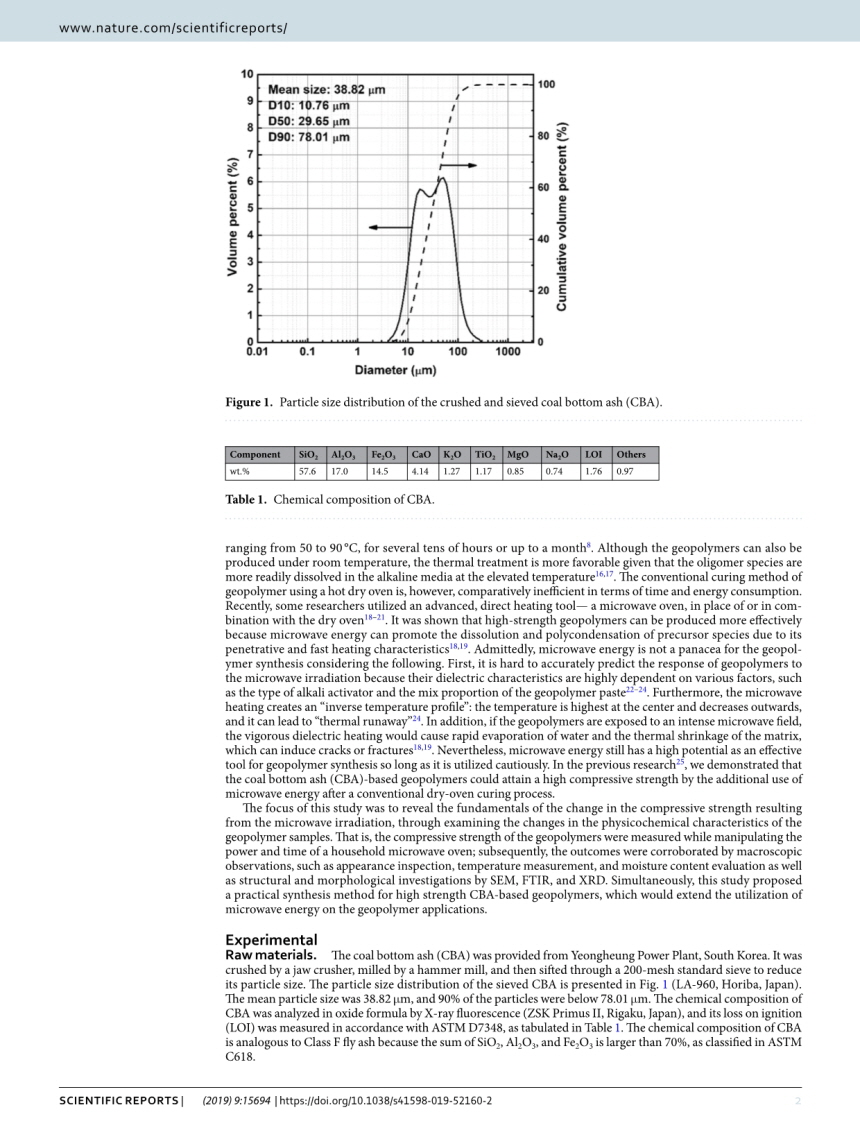 www.nature.com/scientificreports/
10
9
8
7
6
5
4
3
2
1
0
Volume percent (%)
Mean size: 38.82 μm
D10: 10.76 μm
D50: 29.65 μm
D90: 78.01 μm
100
80
60
40
20
0
Cumulative volume percent (%)
0.01 0.1 1 10 100 1000
Diameter (μm)
Figure 1. Particle size distribution of the crushed and sieved coal bottom ash (CBA).
Component SiO₂ Al₂O₃ Fe₂O₃ CaO K₂O TiO₂ MgO Na₂O LOI Others
wt.% 57.6 17.0 14.5 4.14 1.27 1.17 0.85 0.74 1.76 0.97
Table 1. Chemical composition of CBA.
ranging from 50 to 90 °C, for several tens of hours or up to a month⁸. Although the geopolymers can also be
produced under room temperature, the thermal treatment is more favorable given that the oligomer species are
more readily dissolved in the alkaline media at the elevated temperature¹⁶,¹⁷. The conventional curing method of
geopolymer using a hot dry oven is, however, comparatively inefficient in terms of time and energy consumption.
Recently, some researchers utilized an advanced, direct heating tool— a microwave oven, in place of or in com-
bination with the dry oven¹⁸⁻²¹. It was shown that high-strength geopolymers can be produced more effectively
because microwave energy can promote the dissolution and polycondensation of precursor species due to its
penetrative and fast heating characteristics¹⁸,¹⁹. Admittedly, microwave energy is not a panacea for the geopol-
ymer synthesis considering the following. First, it is hard to accurately predict the response of geopolymers to
the microwave irradiation because their dielectric characteristics are highly dependent on various factors, such
as the type of alkali activator and the mix proportion of the geopolymer paste²²⁻²⁴. Furthermore, the microwave
heating creates an "inverse temperature profile": the temperature is highest at the center and decreases outwards,
and it can lead to "thermal runaway"²⁴. In addition, if the geopolymers are exposed to an intense microwave field,
the vigorous dielectric heating would cause rapid evaporation of water and the thermal shrinkage of the matrix,
which can induce cracks or fractures¹⁸,¹⁹. Nevertheless, microwave energy still has a high potential as an effective
tool for geopolymer synthesis so long as it is utilized cautiously. In the previous research²⁵, we demonstrated that
the coal bottom ash (CBA)-based geopolymers could attain a high compressive strength by the additional use of
microwave energy after a conventional dry-oven curing process.
The focus of this study was to reveal the fundamentals of the change in the compressive strength resulting
from the microwave irradiation, through examining the changes in the physicochemical characteristics of the
geopolymer samples. That is, the compressive strength of the geopolymers were measured while manipulating the
power and time of a household microwave oven; subsequently, the outcomes were corroborated by macroscopic
observations, such as appearance inspection, temperature measurement, and moisture content evaluation as well
as structural and morphological investigations by SEM, FTIR, and XRD. Simultaneously, this study proposed
a practical synthesis method for high strength CBA-based geopolymers, which would extend the utilization of
microwave energy on the geopolymer applications.
Experimental
Raw materials. The coal bottom ash (CBA) was provided from Yeongheung Power Plant, South Korea. It was
crushed by a jaw crusher, milled by a hammer mill, and then sifted through a 200-mesh standard sieve to reduce
its particle size. The particle size distribution of the sieved CBA is presented in Fig. 1 (LA-960, Horiba, Japan).
The mean particle size was 38.82 μm, and 90% of the particles were below 78.01 μm. The chemical composition of
CBA was analyzed in oxide formula by X-ray fluorescence (ZSK Primus II, Rigaku, Japan), and its loss on ignition
(LOI) was measured in accordance with ASTM D7348, as tabulated in Table 1. The chemical composition of CBA
is analogous to Class F fly ash because the sum of SiO₂, Al₂O₃, and Fe₂O₃ is larger than 70%, as classified in ASTM
C618.
SCIENTIFIC REPORTS | (2019) 9:15694 | https://doi.org/10.1038/s41598-019-52160-2 2